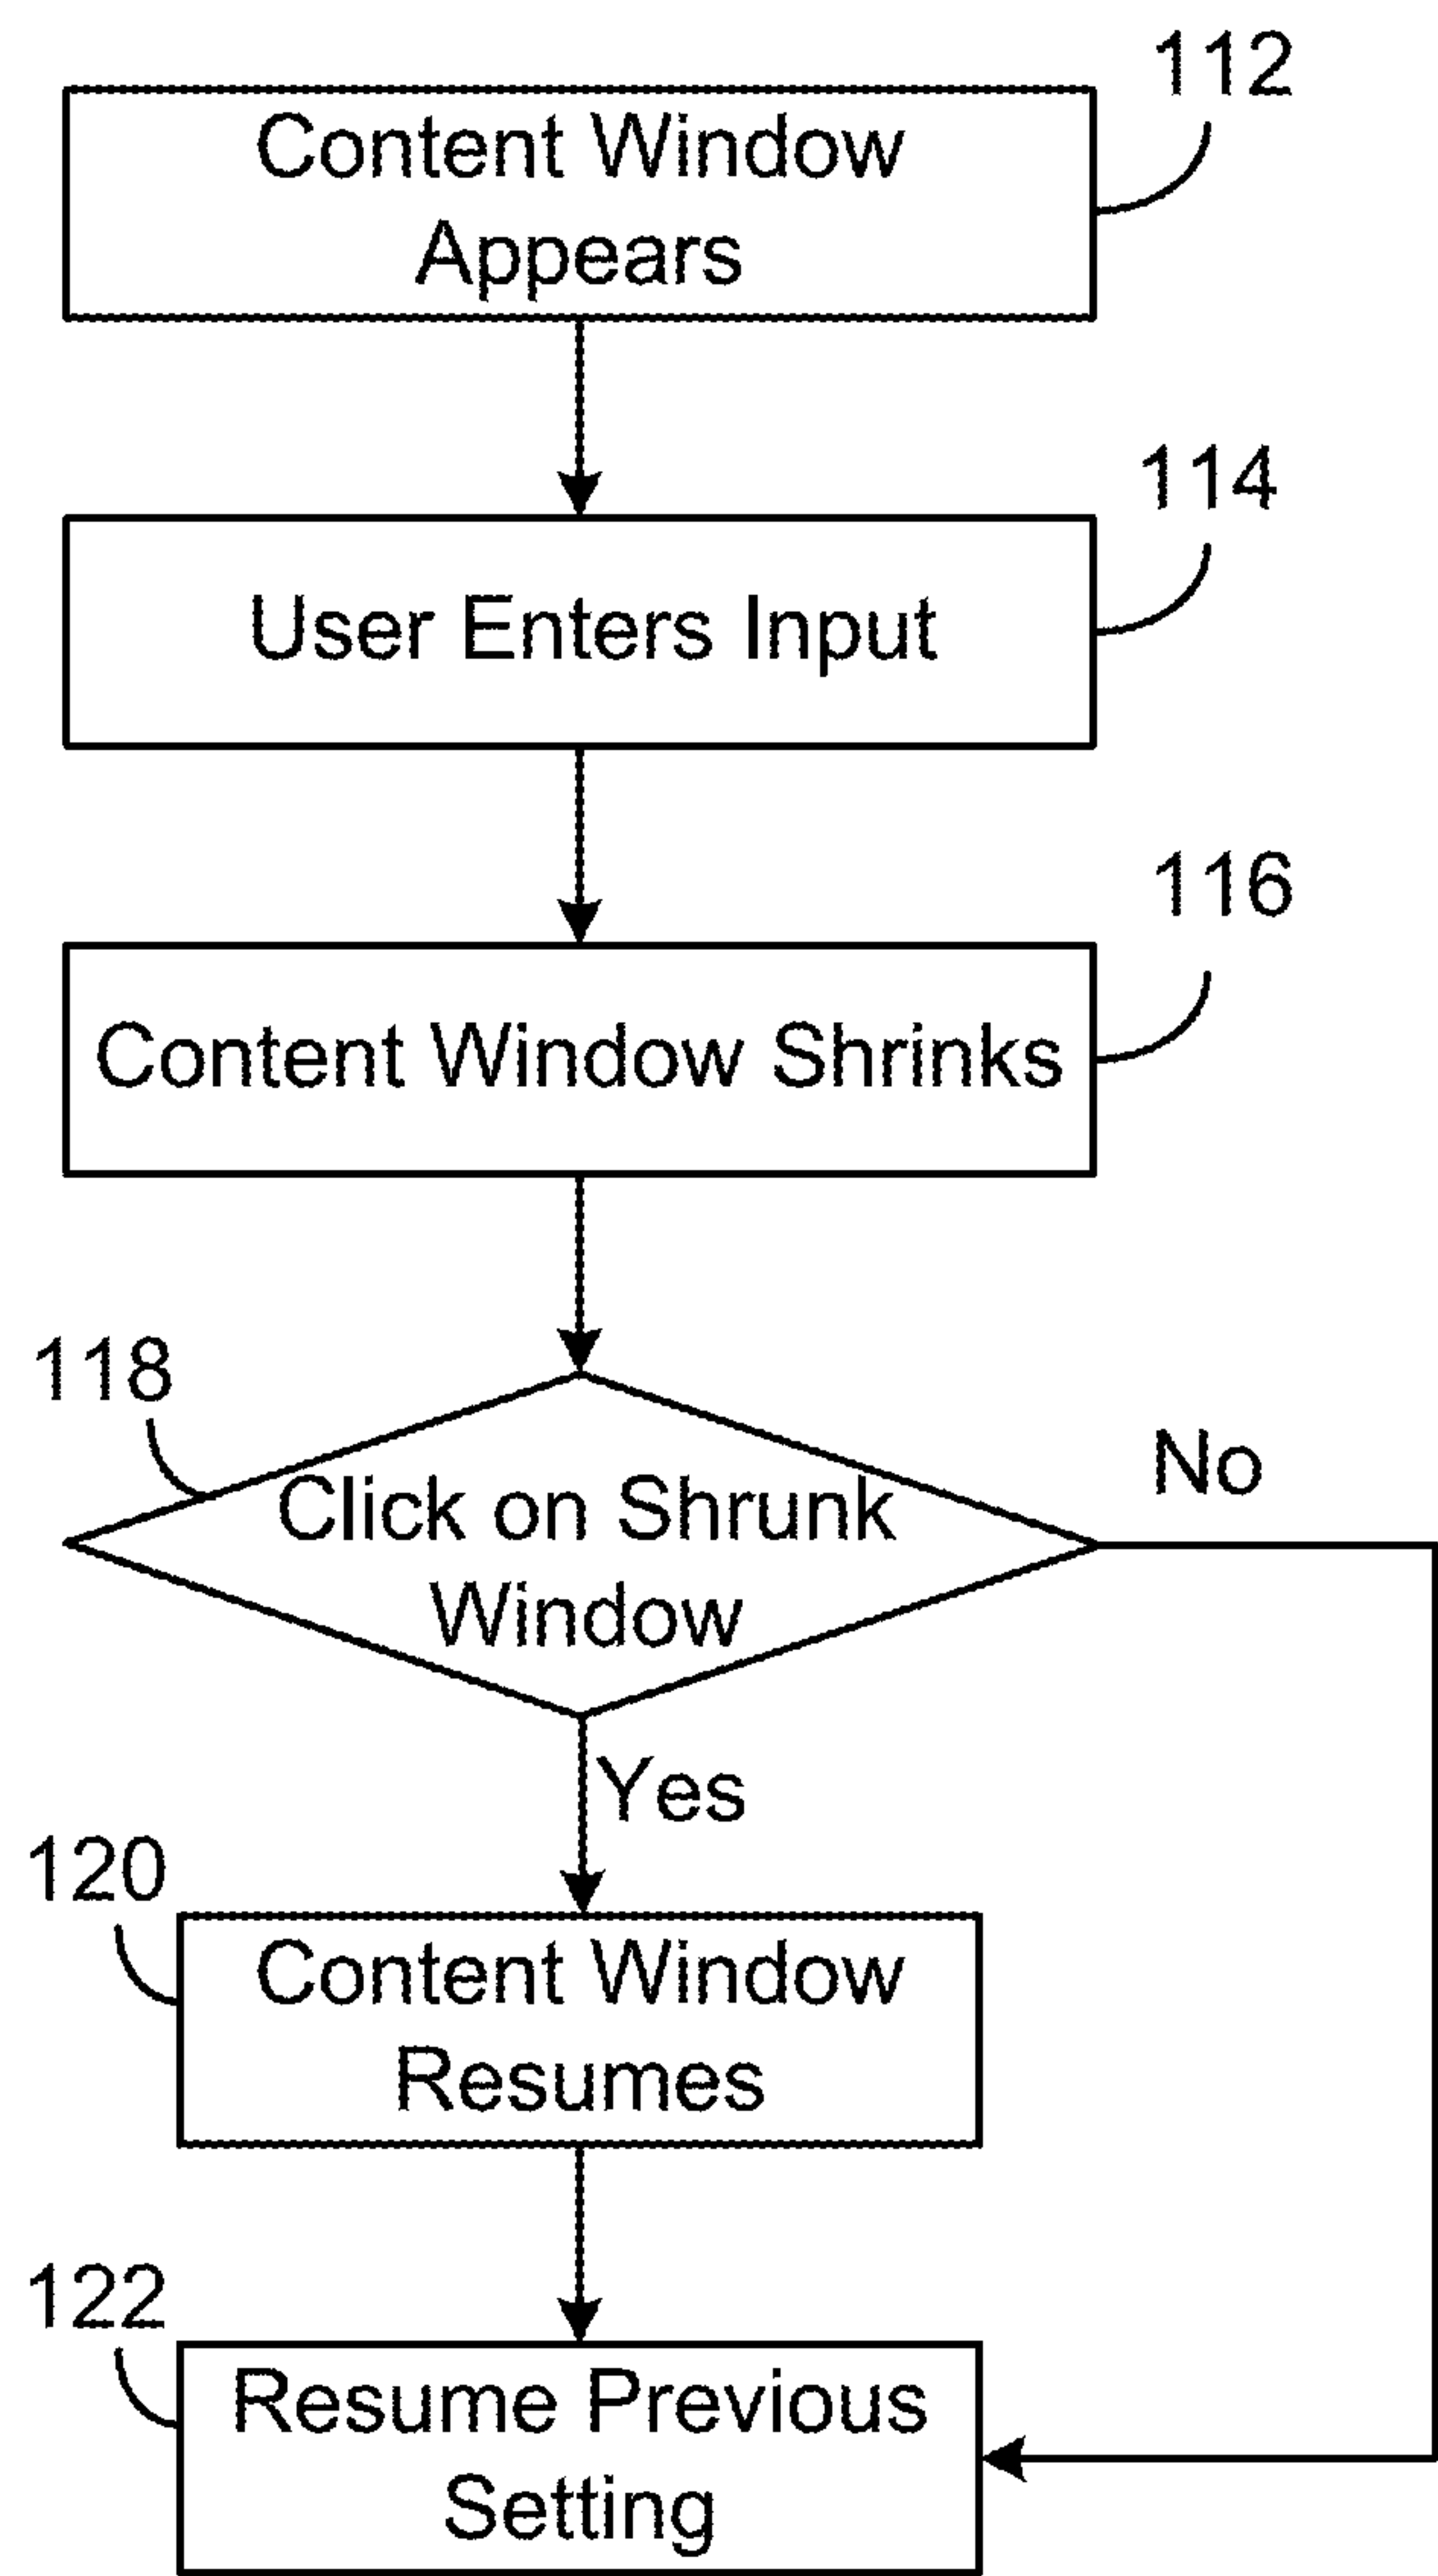 112
Content Window
Appears
114
User Enters Input
116
Content Window Shrinks
118
Click on Shrunk
Window
No
Yes
120
Content Window
Resumes
122
Resume Previous
Setting